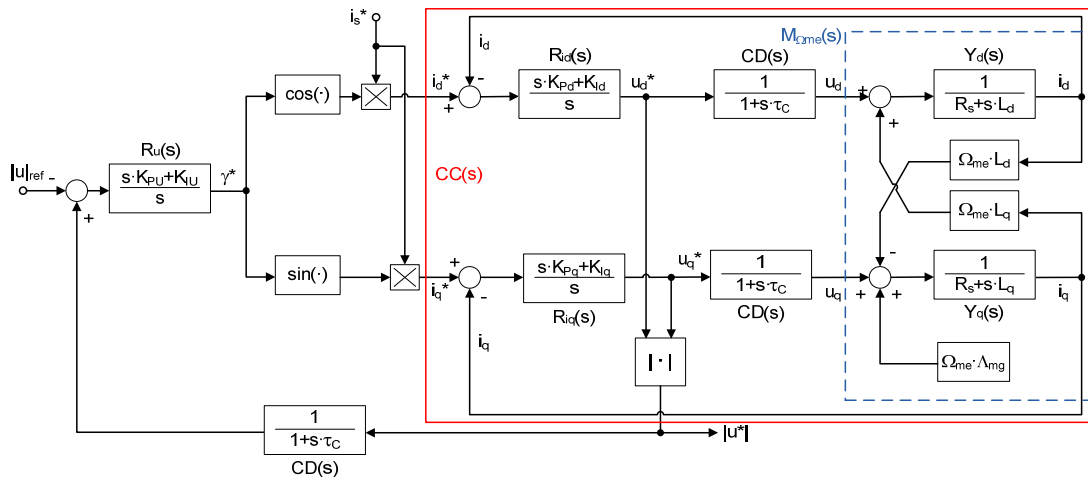 i_s*
M_Ωme(s)
i_d
R_id(s)
CD(s)
Y_d(s)
cos(·)
i_d*
-
+
s·K_Pd+K_Id
s
u_d*
1
1+s·τ_C
u_d
+
+
1
R_s+s·L_d
i_d
R_u(s)
Ω_me·L_d
|u|_ref
-
+
s·K_PU+K_IU
s
γ*
CC(s)
Ω_me·L_q
sin(·)
+
-
i_q*
s·K_Pq+K_Iq
s
u_q*
1
1+s·τ_C
u_q
-
+
+
1
R_s+s·L_q
i_q
R_iq(s)
CD(s)
Y_q(s)
i_q
|·|
Ω_me·Λ_mg
1
1+s·τ_C
|u*|
CD(s)